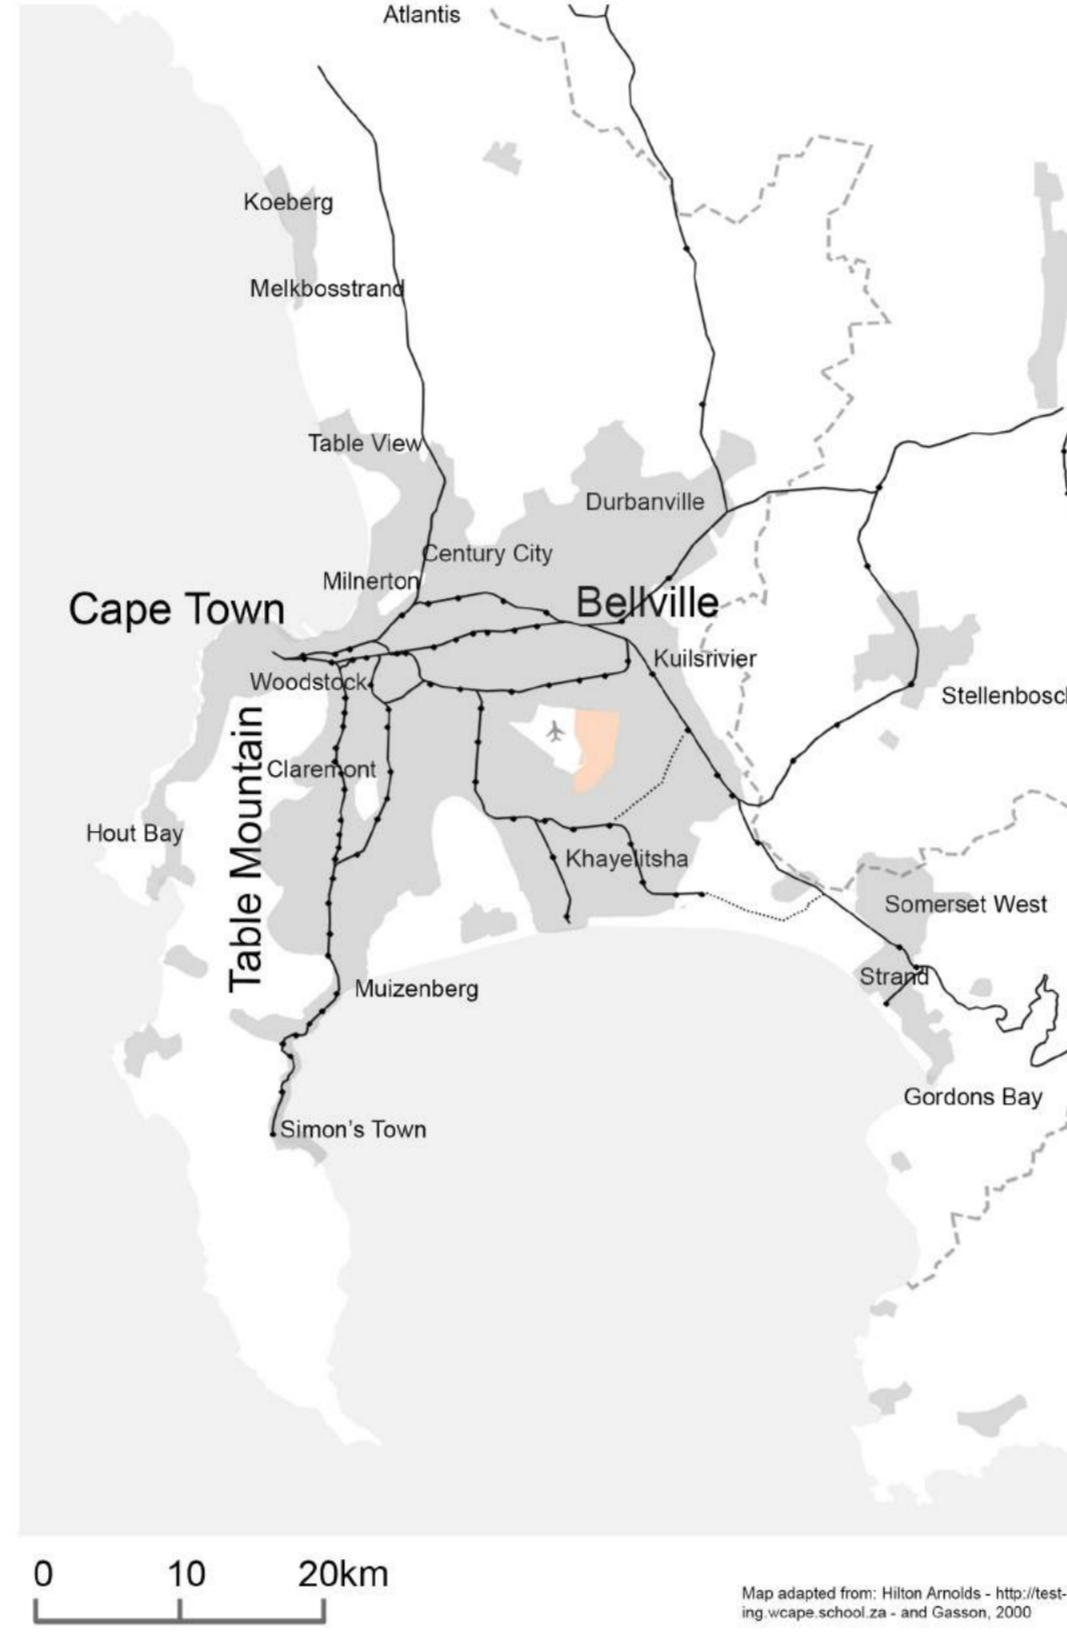 Atlantis
Koeberg
Melkbosstrand
Table View
Durbanville
Century City
Milnerton
Cape Town
Bellville
Kuilsrivier
Woodstock
Stellenbosch
Table Mountain
Claremont
Hout Bay
Khayelitsha
Somerset West
Strand
Muizenberg
Gordons Bay
Simon's Town
0 10 20km
Map adapted from: Hilton Arnolds - http://test-
ing.wcape.school.za - and Gasson, 2000